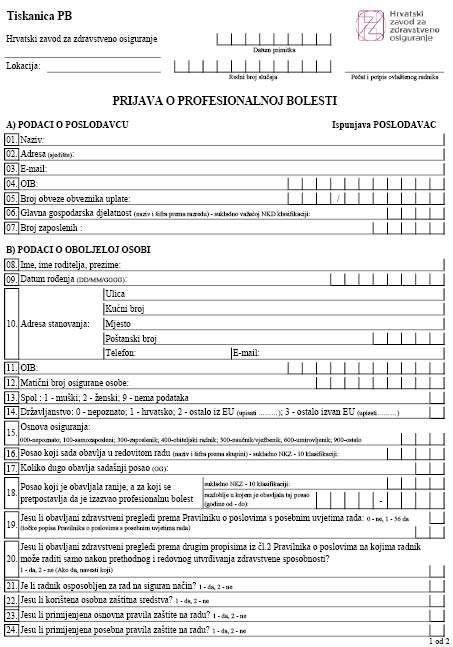 Tiskanica PB
Hrvatski zavod za zdravstveno osiguranje
Datum primitka
Hrvatski
zavod za
zdravstveno
osiguranje
Lokacija:
Redni broj slučaja
Pečat i potpis ovlaštenog radnika
PRIJAVA O PROFESIONALNOJ BOLESTI
A) PODACI O POSLODAVCU Ispunjava POSLODAVAC
01. Naziv:
02. Adresa (sjedište):
03. E-mail:
04. OIB:
05. Broj obveze obveznika uplate: /
06. Glavna gospodarska djelatnost (naziv i šifra prema razredu) - sukladno važećoj NKD klasifikaciji:
07. Broj zaposlenih :
B) PODACI O OBOLJELOJ OSOBI
08. Ime, ime roditelja, prezime:
09. Datum rođenja (DD/MM/GGGG):
10. Adresa stanovanja:
Ulica
Kućni broj
Mjesto
Poštanski broj
Telefon: E-mail:
11. OIB:
12. Matični broj osigurane osobe:
13. Spol : 1 - muški; 2 - ženski; 9 - nema podataka
14. Državljanstvo: 0 - nepoznato; 1 - hrvatsko; 2 - ostalo iz EU (upisati ..........); 3 - ostalo izvan EU (upisati..........)
15. Osnova osiguranja:
000-nepoznato; 100-samozaposleni; 300-zaposlenik; 400-obiteljski radnik; 500-naučnik/vježbenik, 600-umirovljenik; 900-ostalo
16. Posao koji sada obavlja u redovitom radu (naziv i šifra prema skupini) - sukladno NKZ - 10 klasifikaciji:
17. Koliko dugo obavlja sadašnji posao (GG):
18. Posao koji je obavljala ranije, a za koji se
pretpostavlja da je izazvao profesionalnu bolest
sukladno NKZ - 10 klasifikaciji:
razdoblje u kojem je obavljala taj posao
(godine od - do): -
19. Jesu li obavljani zdravstveni pregledi prema Pravilniku o poslovima s posebnim uvjetima rada: 0 - ne, 1 - 56 da
(točke popisa Pravilnika o poslovima s posebnim uvjetima rada)
20. Jesu li obavljani zdravstveni pregledi prema drugim propisima iz čl.2 Pravilnika o poslovima na kojima radnik
može raditi samo nakon prethodnog i redovnog utvrđivanja zdravstvene sposobnosti?
1 - da, 2 - ne (Ako da, navesti koji)
21. Je li radnik osposobljen za rad na siguran način? 1 - da, 2 - ne
22. Jesu li korištena osobna zaštitna sredstva? 1 - da, 2 - ne
23. Jesu li primijenjena osnovna pravila zaštite na radu? 1 - da, 2 - ne
24. Jesu li primijenjena posebna pravila zaštite na radu? 1 - da, 2 - ne
1 od 2